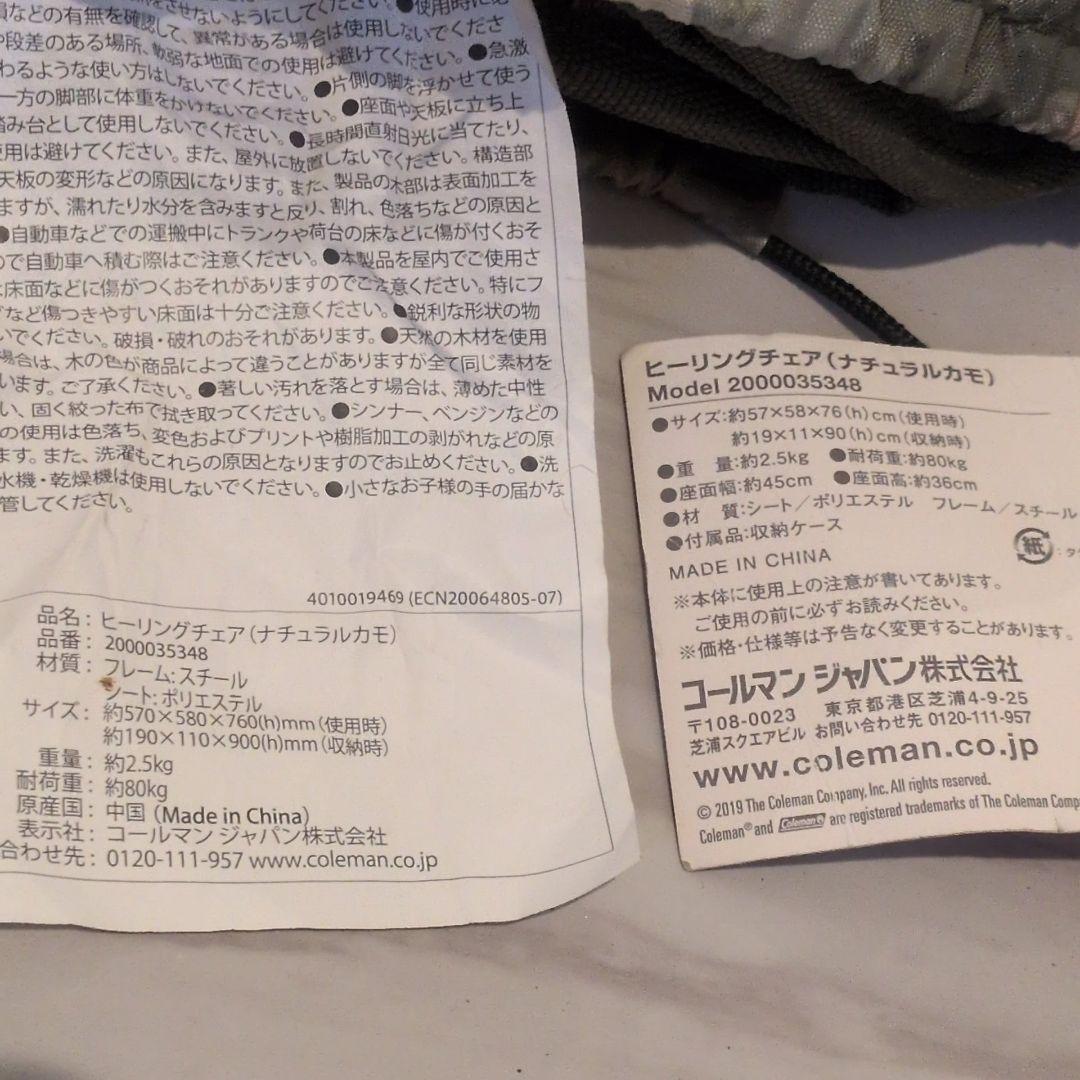 をさせないようにしてください。●使用時に必
損などの有無を確認して、異常がある場合は使用しないでくださ
や段差のある場所、軟弱な地面での使用は避けてください。●急激
わるような使い方はしないでください。●片側の脚を浮かせて使う
一方の脚部に体重をかけないでください。●座面や天板に立ち上
踏み台として使用しないでください。●長時間直射日光に当てたり、
使用は避けてください。また、屋外に放置しないでください。構造部
天板の変形などの原因になります。また、製品の木部は表面加工を
ますが、濡れたり水分を含みますと反り、割れ、色落ちなどの原因と
●自動車などでの運搬中にトランクや荷台の床などに傷が付くおそ
ので自動車へ積む際はご注意ください。●本製品を屋内でご使用さ
床面などに傷がつくおそれがありますのでご注意ください。特にフ
など傷つきやすい床面は十分ご注意ください。●鋭利な形状の物
いでください。破損・破れのおそれがあります。●天然の木材を使用
場合は、木の色が商品によって違うことがありますが全て同じ素材を
います。ご了承ください。●著しい汚れを落とす場合は、薄めた中性
い、固く絞った布で拭き取ってください。●シンナー、ベンジンなどの
の使用は色落ち、変色およびプリントや樹脂加工の剥がれなどの原
ます。また、洗濯もこれらの原因となりますのでお止めください。●洗
水機・乾燥機は使用しないでください。●小さなお子様の手の届かな
管してください。
4010019469 (ECN20064805-07)
品名： ヒーリングチェア（ナチュラルカモ）
品番： 2000035348
材質： フレーム：スチール
シート：ポリエステル
サイズ： 約570×580×760(h)mm（使用時）
約190×110×900(h)mm（収納時）
重量： 約2.5kg
耐荷重： 約80kg
原産国： 中国（Made in China）
表示社： コールマン ジャパン株式会社
合わせ先： 0120-111-957 www.coleman.co.jp
ヒーリングチェア（ナチュラルカモ）
Model 2000035348
●サイズ：約57×58×76(h)cm（使用時）
約19×11×90(h)cm（収納時）
●重　量：約2.5kg ●耐荷重：約80kg
●座面幅：約45cm ●座面高：約36cm
●材　質：シート／ポリエステル フレーム／スチール
●付属品：収納ケース
紙：タ
MADE IN CHINA
※本体に使用上の注意が書いてあります。
ご使用の前に必ずお読みください。
※価格・仕様等は予告なく変更することがあります。
コールマン ジャパン株式会社
〒108-0023 東京都港区芝浦4-9-25
芝浦スクエアビル お問い合わせ先 0120-111-957
www.coleman.co.jp
© 2019 The Coleman Company, Inc. All rights reserved.
Coleman® and Coleman® are registered trademarks of The Coleman Comp